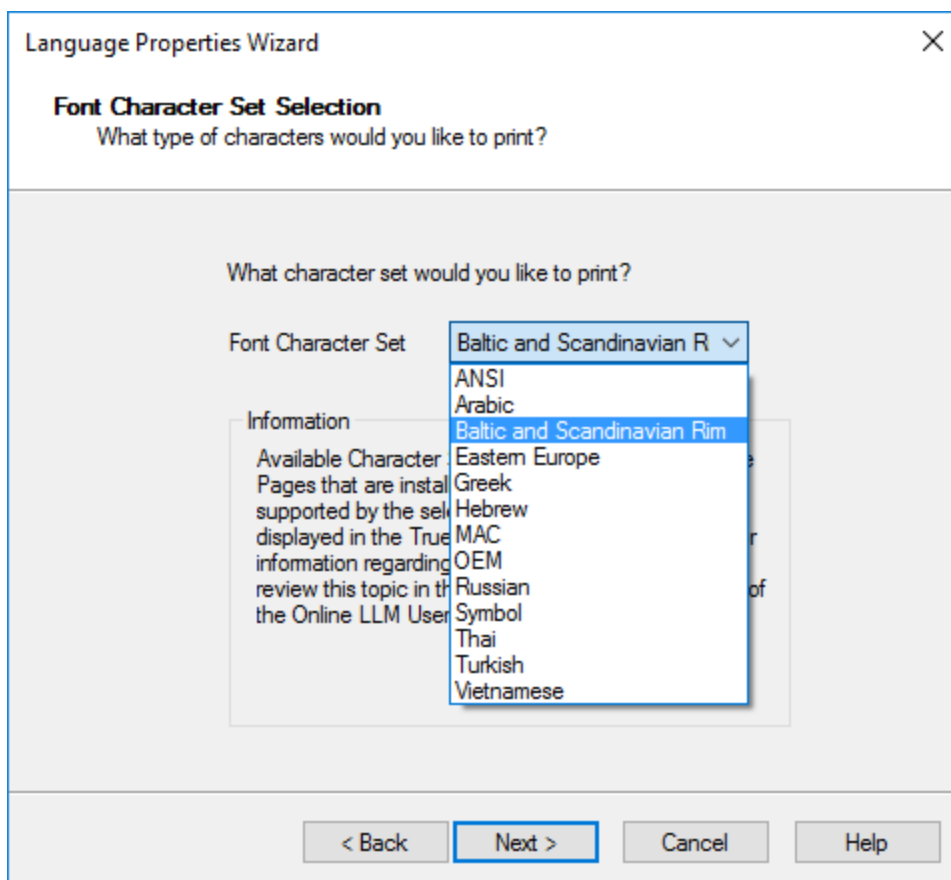 Language Properties Wizard
Font Character Set Selection
What type of characters would you like to print?
What character set would you like to print?
Font Character Set
Baltic and Scandinavian R
ANSI
Arabic
Baltic and Scandinavian Rim
Eastern Europe
Greek
Hebrew
MAC
OEM
Russian
Symbol
Thai
Turkish
Vietnamese
Information
Available Character
Pages that are instal
supported by the sele
displayed in the True
information regarding
review this topic in th of
the Online LLM User
< Back
Next >
Cancel
Help